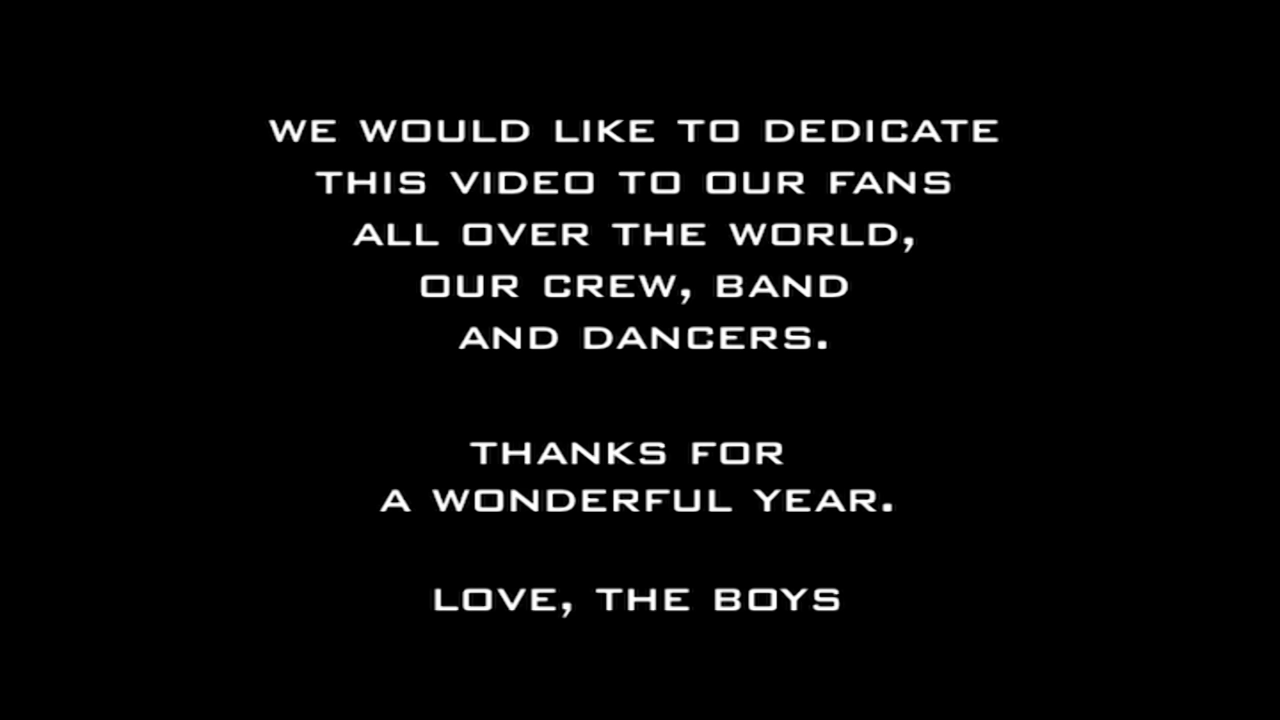 WE WOULD LIKE TO DEDICATE
THIS VIDEO TO OUR FANS
ALL OVER THE WORLD,
OUR CREW, BAND
AND DANCERS.
THANKS FOR
A WONDERFUL YEAR.
LOVE, THE BOYS